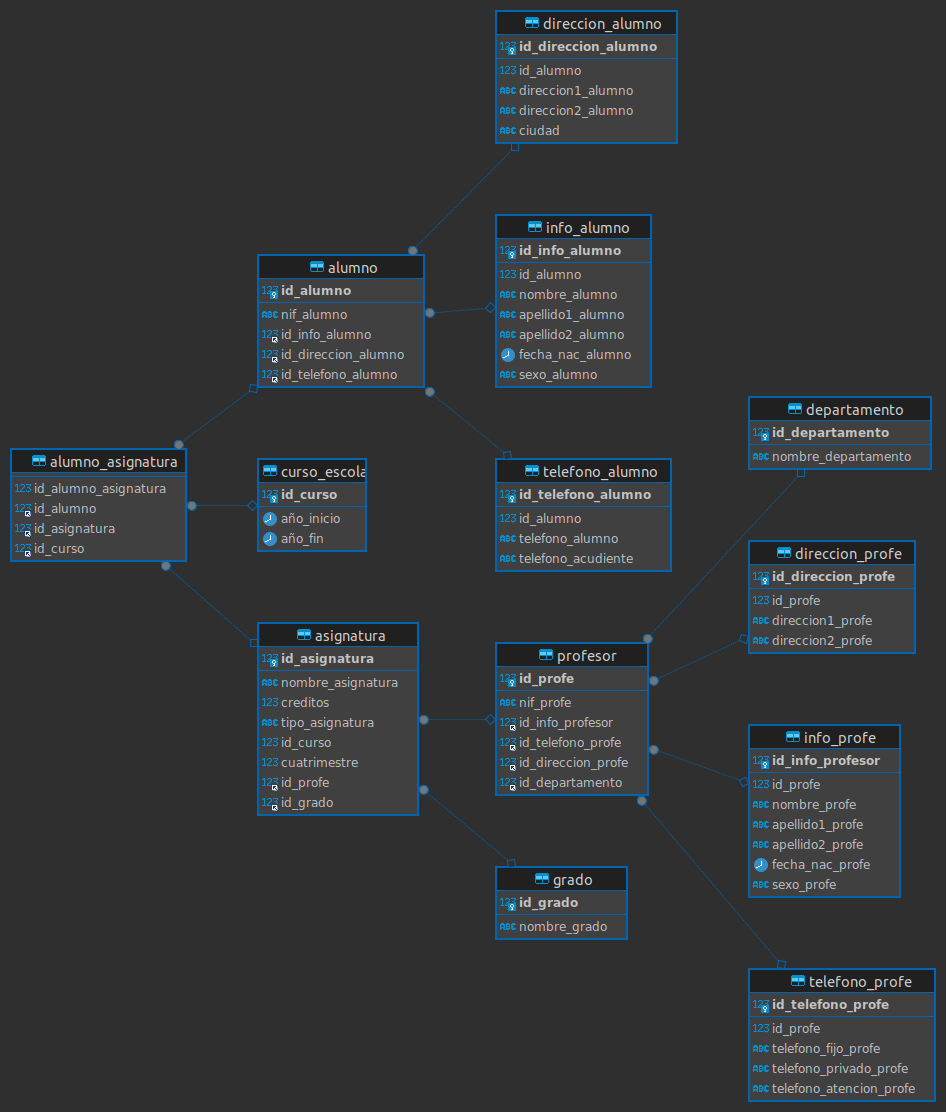 direccion_alumno
123 id_direccion_alumno
123 id_alumno
ABC direccion1_alumno
ABC direccion2_alumno
ABC ciudad
info_alumno
123 id_info_alumno
123 id_alumno
ABC nombre_alumno
ABC apellido1_alumno
ABC apellido2_alumno
fecha_nac_alumno
ABC sexo_alumno
alumno
123 id_alumno
ABC nif_alumno
123 id_info_alumno
123 id_direccion_alumno
123 id_telefono_alumno
departamento
123 id_departamento
ABC nombre_departamento
alumno_asignatura
123 id_alumno_asignatura
123 id_alumno
123 id_asignatura
123 id_curso
curso_escola
123 id_curso
año_inicio
año_fin
telefono_alumno
123 id_telefono_alumno
123 id_alumno
ABC telefono_alumno
ABC telefono_acudiente
direccion_profe
123 id_direccion_profe
123 id_profe
ABC direccion1_profe
ABC direccion2_profe
asignatura
123 id_asignatura
ABC nombre_asignatura
123 creditos
ABC tipo_asignatura
123 id_curso
123 cuatrimestre
123 id_profe
123 id_grado
profesor
123 id_profe
ABC nif_profe
123 id_info_profesor
123 id_telefono_profe
123 id_direccion_profe
123 id_departamento
info_profe
123 id_info_profesor
123 id_profe
ABC nombre_profe
ABC apellido1_profe
ABC apellido2_profe
fecha_nac_profe
ABC sexo_profe
grado
123 id_grado
ABC nombre_grado
telefono_profe
123 id_telefono_profe
123 id_profe
ABC telefono_fijo_profe
ABC telefono_privado_profe
ABC telefono_atencion_profe